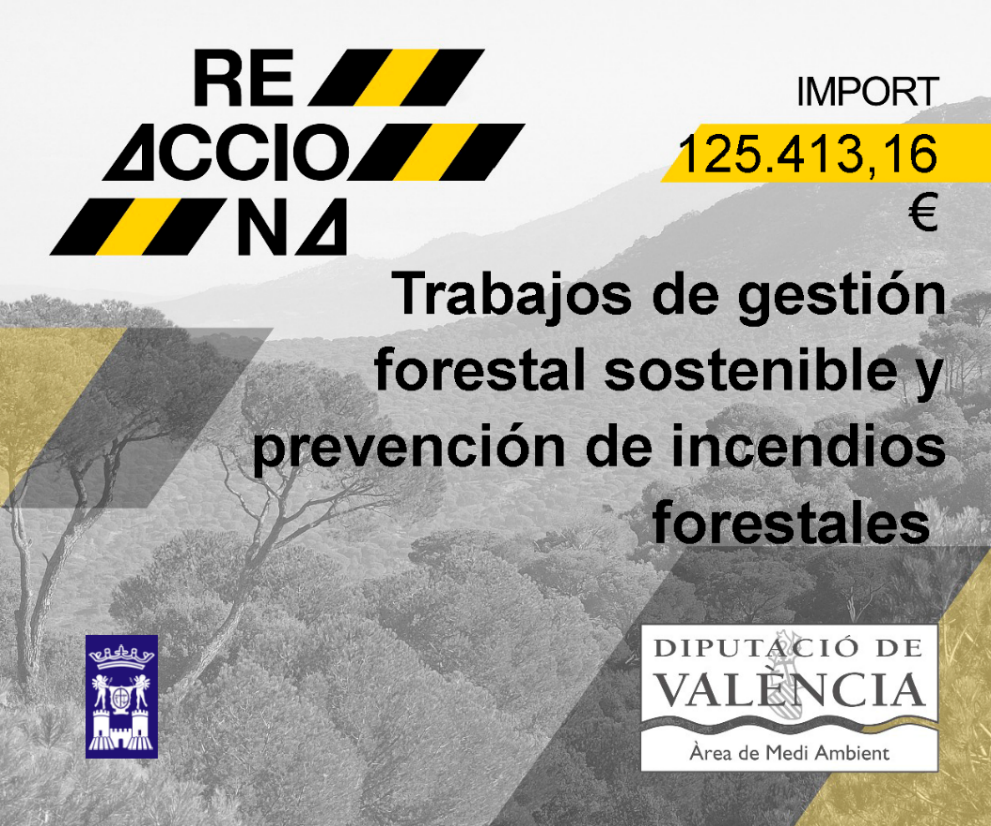 RE
ACCIO
NA
IMPORT
125.413,16
€
Trabajos de gestión
forestal sostenible y
prevención de incendios
forestales
DIPUTACIÓ DE
VALÈNCIA
Àrea de Medi Ambient